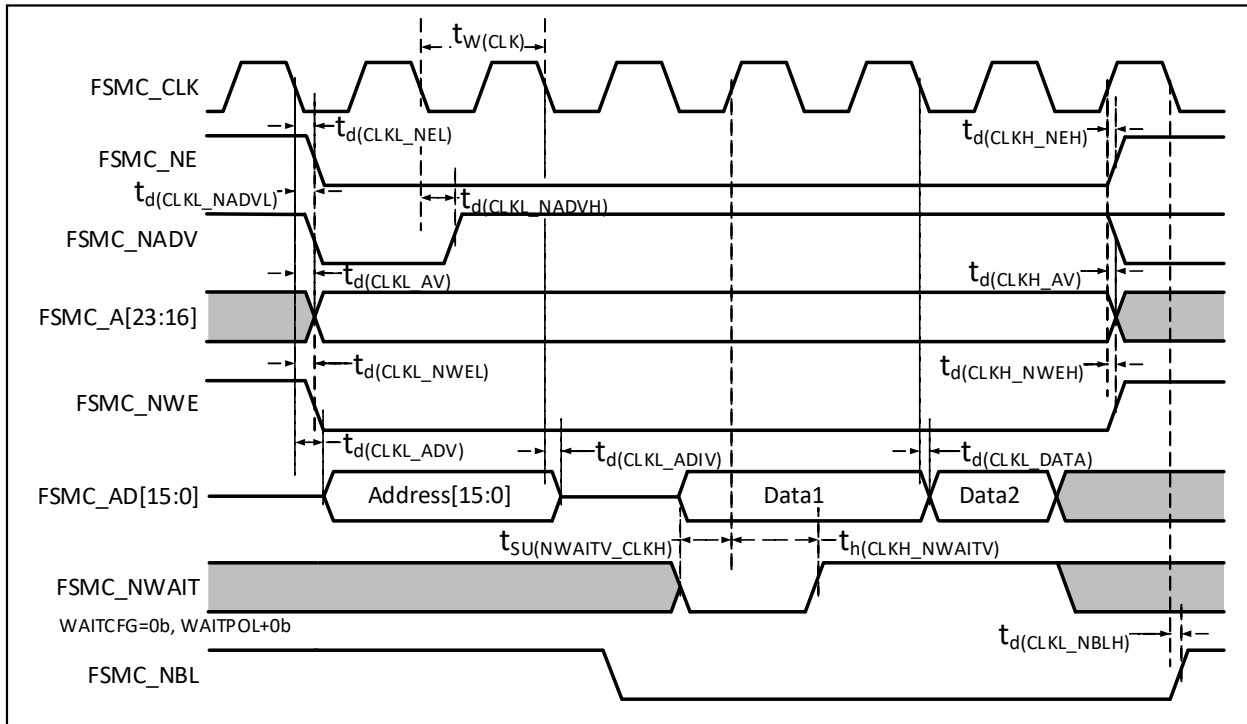 tW(CLK)
FSMC_CLK
td(CLKL_NEL)
td(CLKH_NEH)
FSMC_NE
td(CLKL_NADVL)
td(CLKL_NADVH)
FSMC_NADV
td(CLKL_AV)
td(CLKH_AV)
FSMC_A[23:16]
td(CLKL_NWEL)
td(CLKH_NWEH)
FSMC_NWE
td(CLKL_ADV)
td(CLKL_ADIV)
td(CLKL_DATA)
FSMC_AD[15:0]
Address[15:0]
Data1
Data2
tSU(NWAITV_CLKH)
th(CLKH_NWAITV)
FSMC_NWAIT
WAITCFG=0b, WAITPOL+0b
td(CLKL_NBLH)
FSMC_NBL